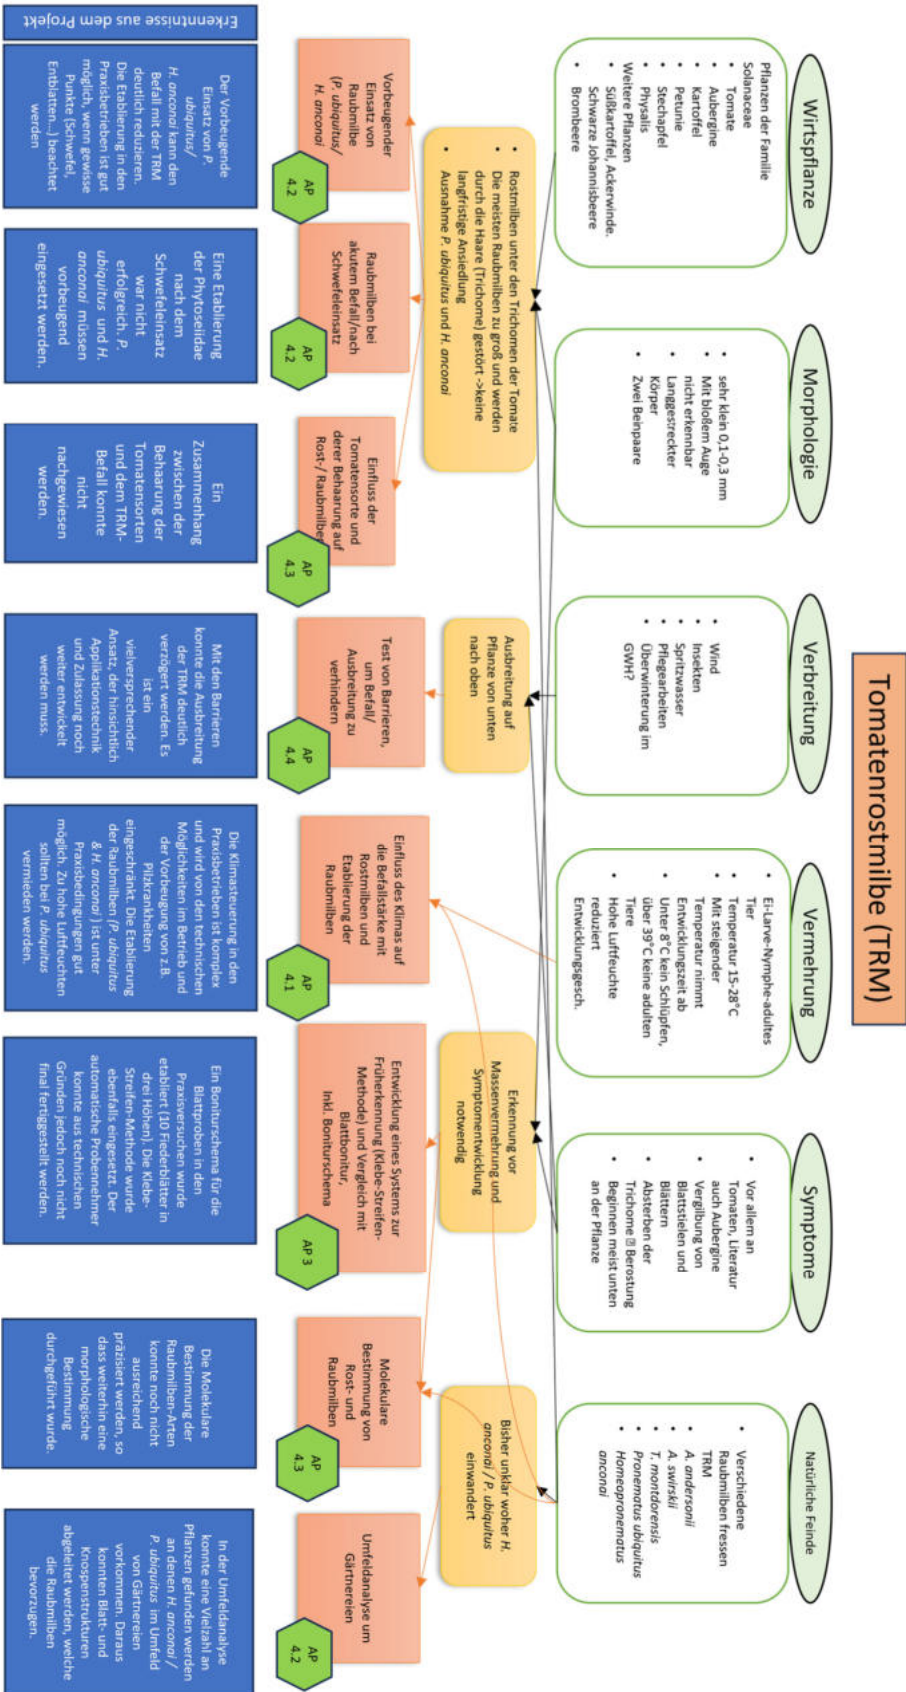 Tomatenrostmilbe (TRM)
Wirtspflanze
Pflanzen der Familie
Solanaceae
• Tomate
• Aubergine
• Kartoffel
• Petunie
• Stechapfel
• Physalis
Weitere Pflanzen
• Süßkartoffel, Ackerwinde.
Schwarze Johannisbeere
• Brombeere
Morphologie
• sehr klein 0,1-0,3 mm
• Mit bloßem Auge
nicht erkennbar
• Langgestreckter
Körper
• Zwei Beinpaare
Verbreitung
• Wind
• Insekten
• Spritzwasser
• Pflegearbeiten
• Überwinterung im
GWH?
Vermehrung
• Ei-Larve-Nymphe-adultes
Tier
• Temperatur 15-28°C
• Mit steigender
Temperatur nimmt
Entwicklungszeit ab
• Unter 8°C kein Schlüpfen,
über 39°C keine adulten
Tiere
• Hohe Luftfeuchte
reduziert
Entwicklungsgesch.
Symptome
• Vor allem an
Tomaten, Literatur
auch Aubergine
• Vergilbung von
Blattstielen und
Blättern
• Absterben der
Trichome ⍰ Berostung
• Beginnen meist unten
an der Pflanze
Natürliche Feinde
• Verschiedene
Raubmilben fressen
TRM
• A. andersonii
• A. swirskii
• T. montdorensis
• Pronematus ubiquitus
• Homeopronematus
anconai
• Rostmilben unter den Trichomen der Tomate
• Die meisten Raubmilben zu groß und werden
durch die Haare (Trichome) gestört ->keine
langfristige Ansiedlung
• Ausnahme P. ubiquitus und H. anconai
Ausbreitung auf
Pflanze von unten
nach oben
Erkennung vor
Massenvermehrung und
Symptomentwicklung
notwendig
Bisher unklar woher H.
anconai / P. ubiquitus
einwandert
Vorbeugender
Einsatz von
Raubmilbe
(P. ubiquitus/
H. anconai
AP
4.2
Raubmilben bei
akutem Befall/nach
Schwefeleinsatz
AP
4.2
Einfluss der
Tomatensorte und
derer Behaarung auf
Rost-/ Raubmilben
AP
4.3
Test von Barrieren,
um Befall/
Ausbreitung zu
verhindern
AP
4.4
Einfluss des Klimas auf
die Befallstärke mit
Rostmilben und
Etablierung der
Raubmilben
AP
4.1
Entwicklung eines Systems zur
Früherkennung (Klebe-Streifen-
Methode) und Vergleich mit
Blattbonitur,
Inkl. Boniturschema
AP 3
Molekulare
Bestimmung von
Rost- und
Raubmilben
AP
4.3
Umfeldanalyse um
Gärtnereien
AP
4.2
Erkenntnisse aus dem Projekt
Der Vorbeugende
Einsatz von P.
ubiquitus/
H. anconai kann den
Befall mit der TRM
deutlich reduzieren.
Die Etablierung in den
Praxisbetrieben ist gut
möglich, wenn gewisse
Punkte (Schwefel,
Entblatten...) beachtet
werden
Eine Etablierung
der Phytoseiidae
nach dem
Schwefeleinsatz
war nicht
erfolgreich. P.
ubiquitus und H.
anconai müssen
vorbeugend
eingesetzt werden.
Ein
Zusammenhang
zwischen der
Behaarung der
Tomatensorten
und dem TRM-
Befall konnte
nicht
nachgewiesen
werden.
Mit den Barrieren
konnte die Ausbreitung
der TRM deutlich
verzögert werden. Es
ist ein
vielversprechender
Ansatz, der hinsichtlich
Applikationstechnik
und Zulassung noch
weiter entwickelt
werden muss.
Die Klimasteuerung in den
Praxisbetrieben ist komplex
und wird von den technischen
Möglichkeiten im Betrieb und
der Vorbeugung von z.B.
Pilzkrankheiten
eingeschränkt. Die Etablierung
der Raubmilben (P. ubiquitus
& H. anconai ) ist unter
Praxisbedingungen gut
möglich. Zu hohe Luftfeuchten
sollten bei P. ubiquitus
vermieden werden.
Ein Boniturschema für die
Blattproben in den
Praxisversuchen wurde
etabliert (10 Fiederblätter in
drei Höhen). Die Klebe-
Streifen-Methode wurde
ebenfalls eingesetzt. Der
automatische Probennehmer
konnte aus technischen
Gründen jedoch noch nicht
final fertiggestellt werden.
Die Molekulare
Bestimmung der
Raubmilben-Arten
konnte noch nicht
ausreichend
präzisiert werden, so
dass weiterhin eine
morphologische
Bestimmung
durchgeführt wurde.
In der Umfeldanalyse
konnte eine Vielzahl an
Pflanzen gefunden werden
an denen H. anconai /
P. ubiquitus im Umfeld
von Gärtnereien
vorkommen. Daraus
konnten Blatt- und
Knospenstrukturen
abgeleitet werden, welche
die Raubmilben
bevorzugen.